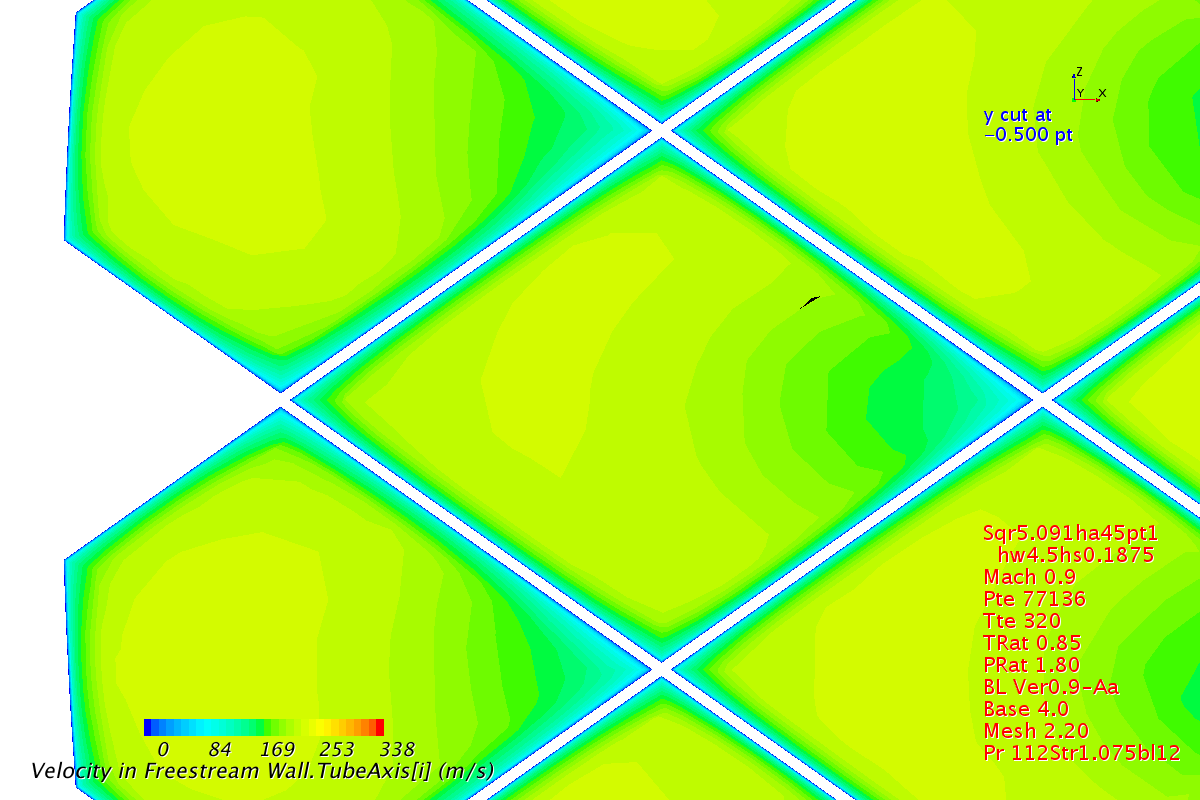 Z
Y X
y cut at
−0.500 pt
Sqr5.091ha45pt1
hw4.5hs0.1875
Mach 0.9
Pte 77136
Tte 320
TRat 0.85
PRat 1.80
BL Ver0.9−Aa
Base 4.0
Mesh 2.20
Pr 112Str1.075bl12
0 84 169 253 338
Velocity in Freestream Wall.TubeAxis[i] (m/s)